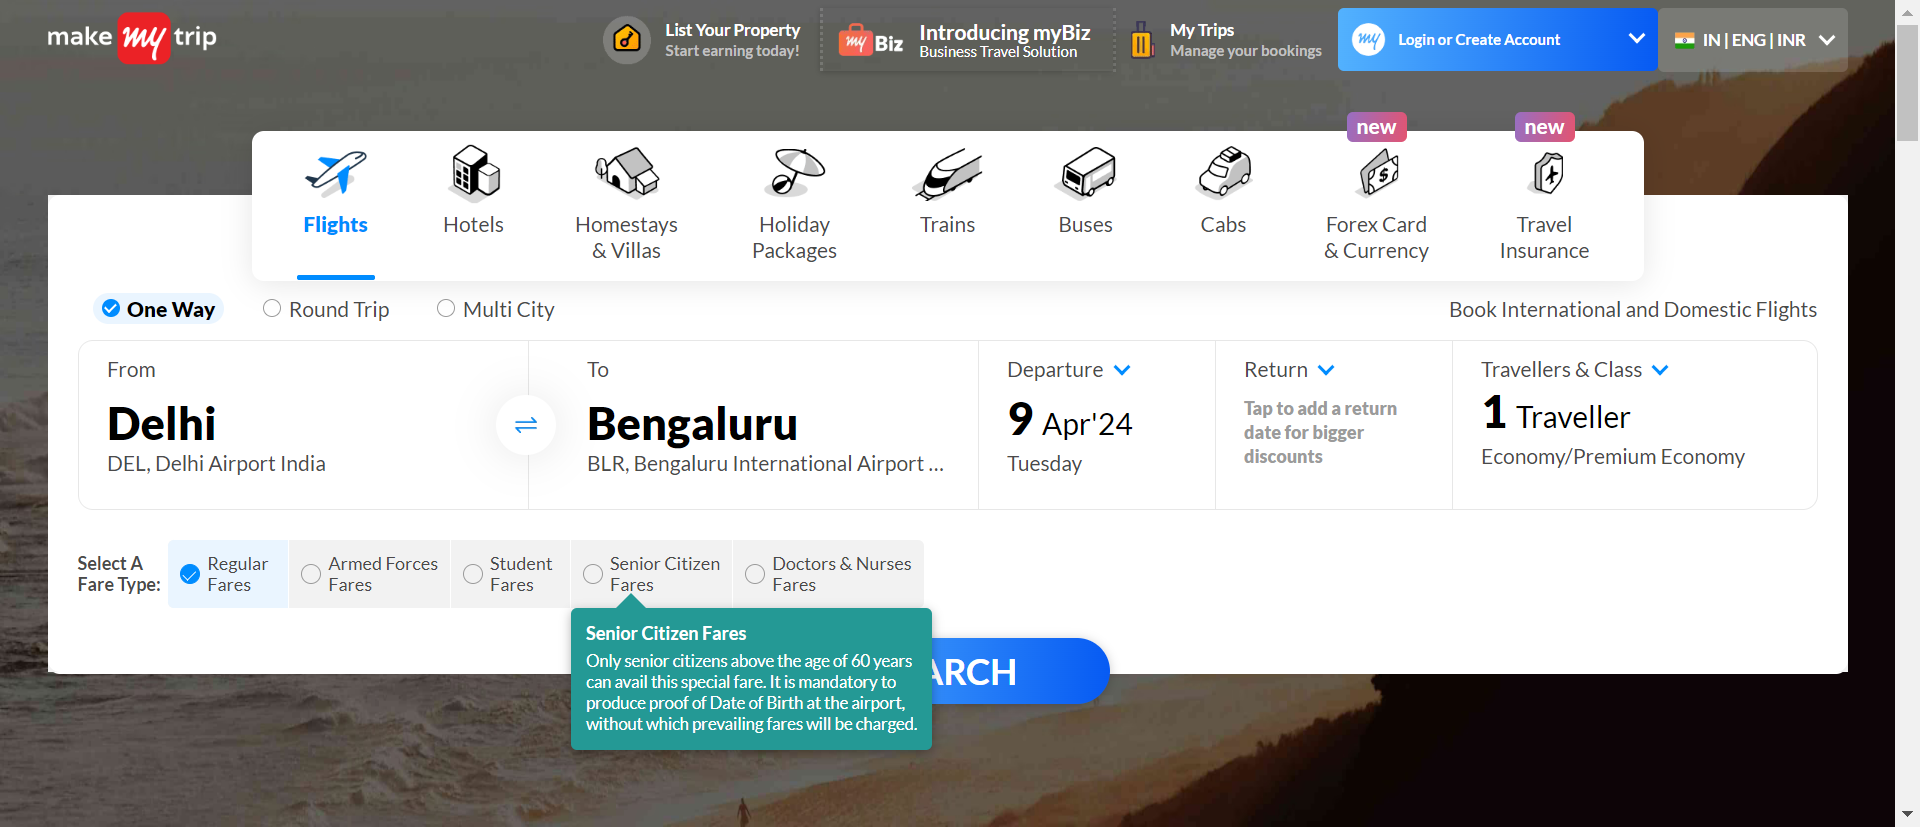 make my trip
List Your Property
Start earning today!
my Biz
Introducing myBiz
Business Travel Solution
My Trips
Manage your bookings
my
Login or Create Account
IN | ENG | INR
new
new
Flights
Hotels
Homestays
& Villas
Holiday
Packages
Trains
Buses
Cabs
Forex Card
& Currency
Travel
Insurance
One Way
Round Trip
Multi City
Book International and Domestic Flights
From
Delhi
DEL, Delhi Airport India
To
Bengaluru
BLR, Bengaluru International Airport ...
Departure
9 Apr'24
Tuesday
Return
Tap to add a return
date for bigger
discounts
Travellers & Class
1 Traveller
Economy/Premium Economy
Select A
Fare Type:
Regular
Fares
Armed Forces
Fares
Student
Fares
Senior Citizen
Fares
Doctors & Nurses
Fares
Senior Citizen Fares
Only senior citizens above the age of 60 years
can avail this special fare. It is mandatory to
produce proof of Date of Birth at the airport,
without which prevailing fares will be charged.
ARCH